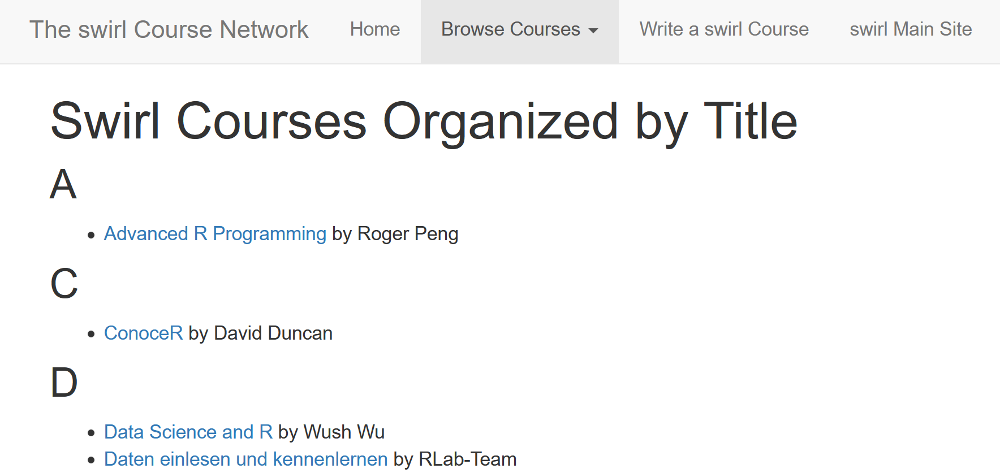 The swirl Course Network Home Browse Courses Write a swirl Course swirl Main Site
Swirl Courses Organized by Title
A
• Advanced R Programming by Roger Peng
C
• ConoceR by David Duncan
D
• Data Science and R by Wush Wu
• Daten einlesen und kennenlernen by RLab-Team